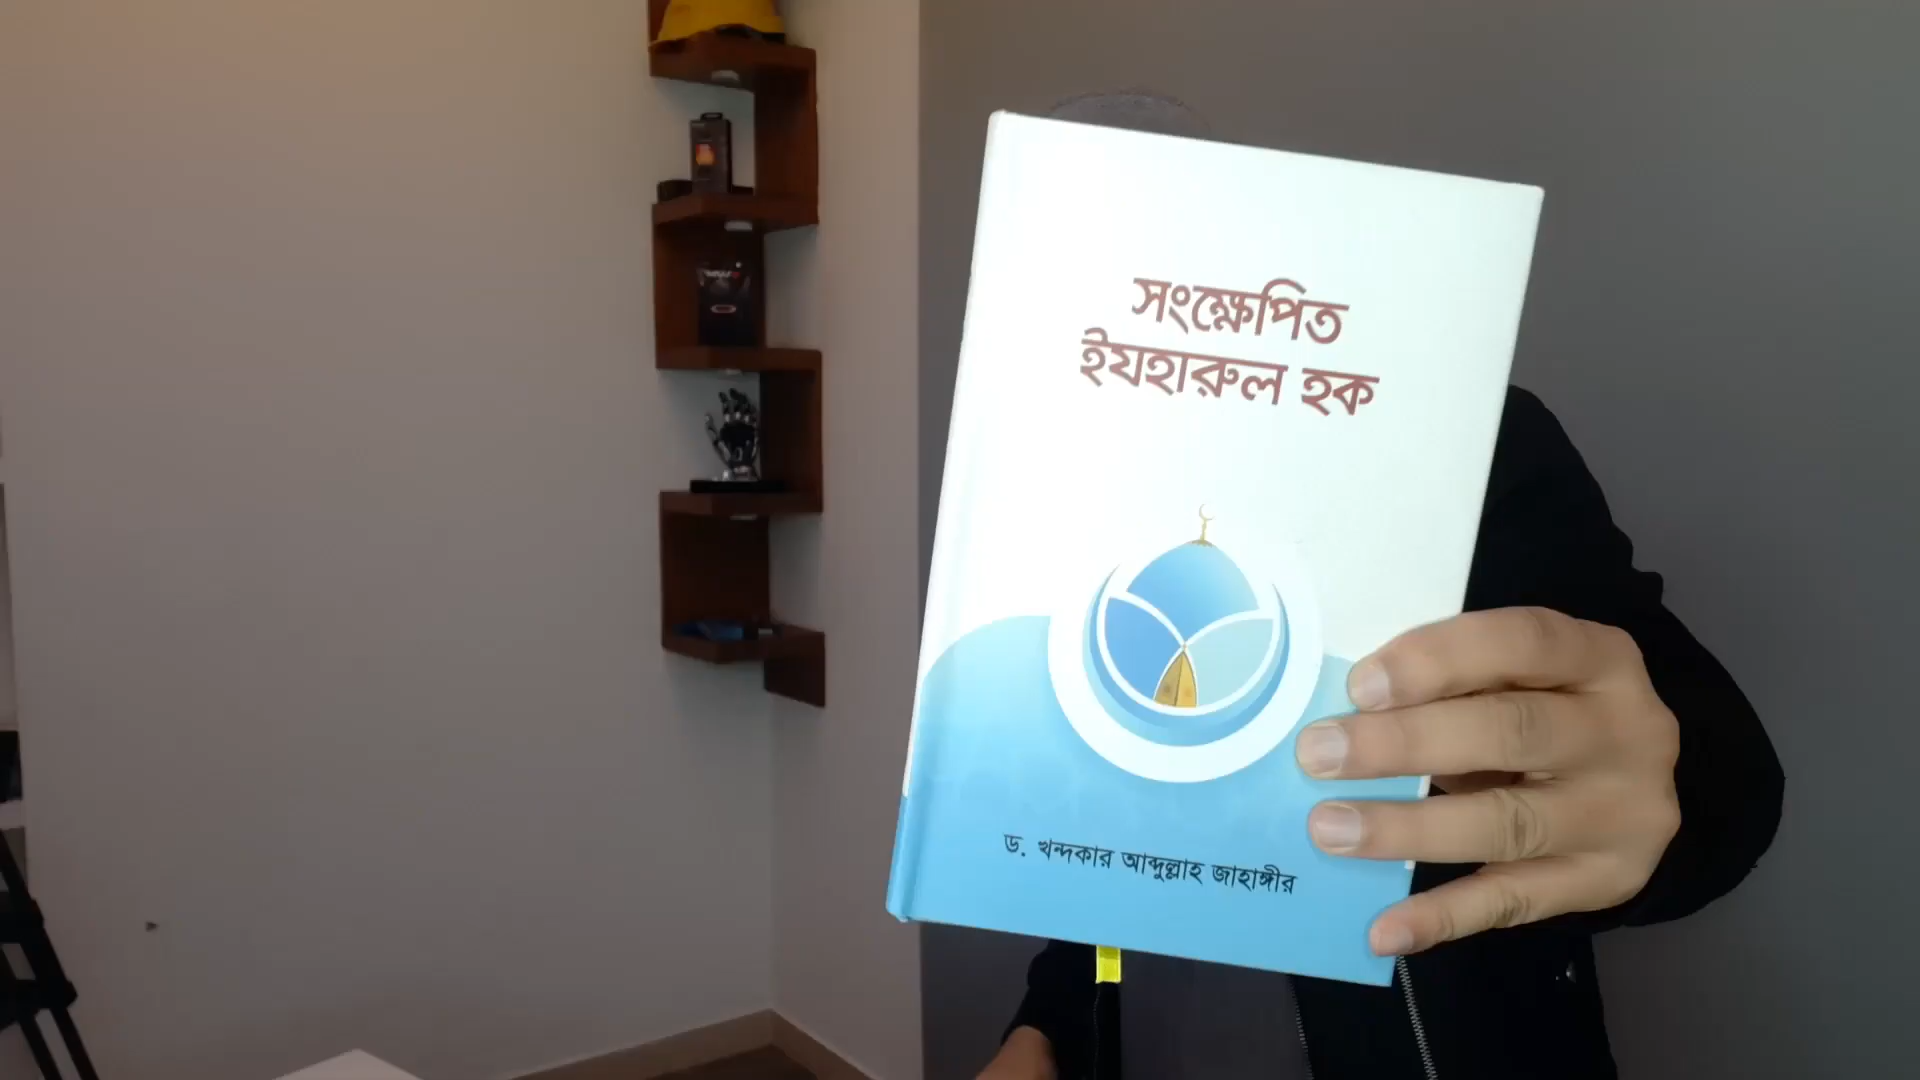 সংক্ষেপিত
ইযহারুল হক
ড. খন্দকার আব্দুল্লাহ জাহাঙ্গীর